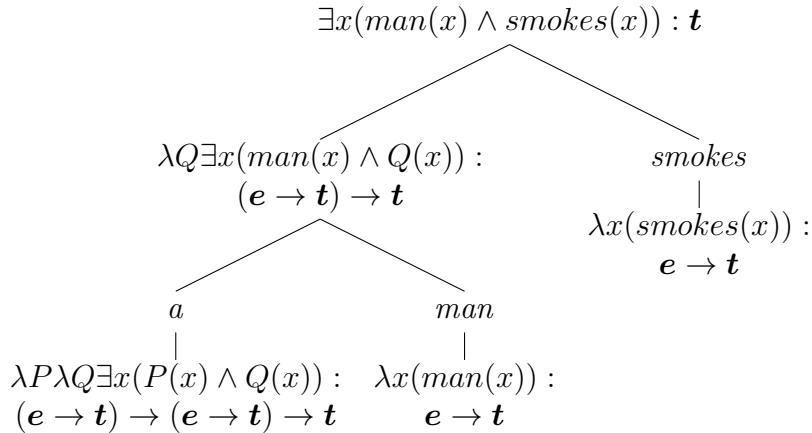 ∃x(man(x) ∧ smokes(x)) : t
λQ∃x(man(x) ∧ Q(x)) :
(e → t) → t
smokes
λx(smokes(x)) :
e → t
a
man
λPλQ∃x(P(x) ∧ Q(x)) :
(e → t) → (e → t) → t
λx(man(x)) :
e → t